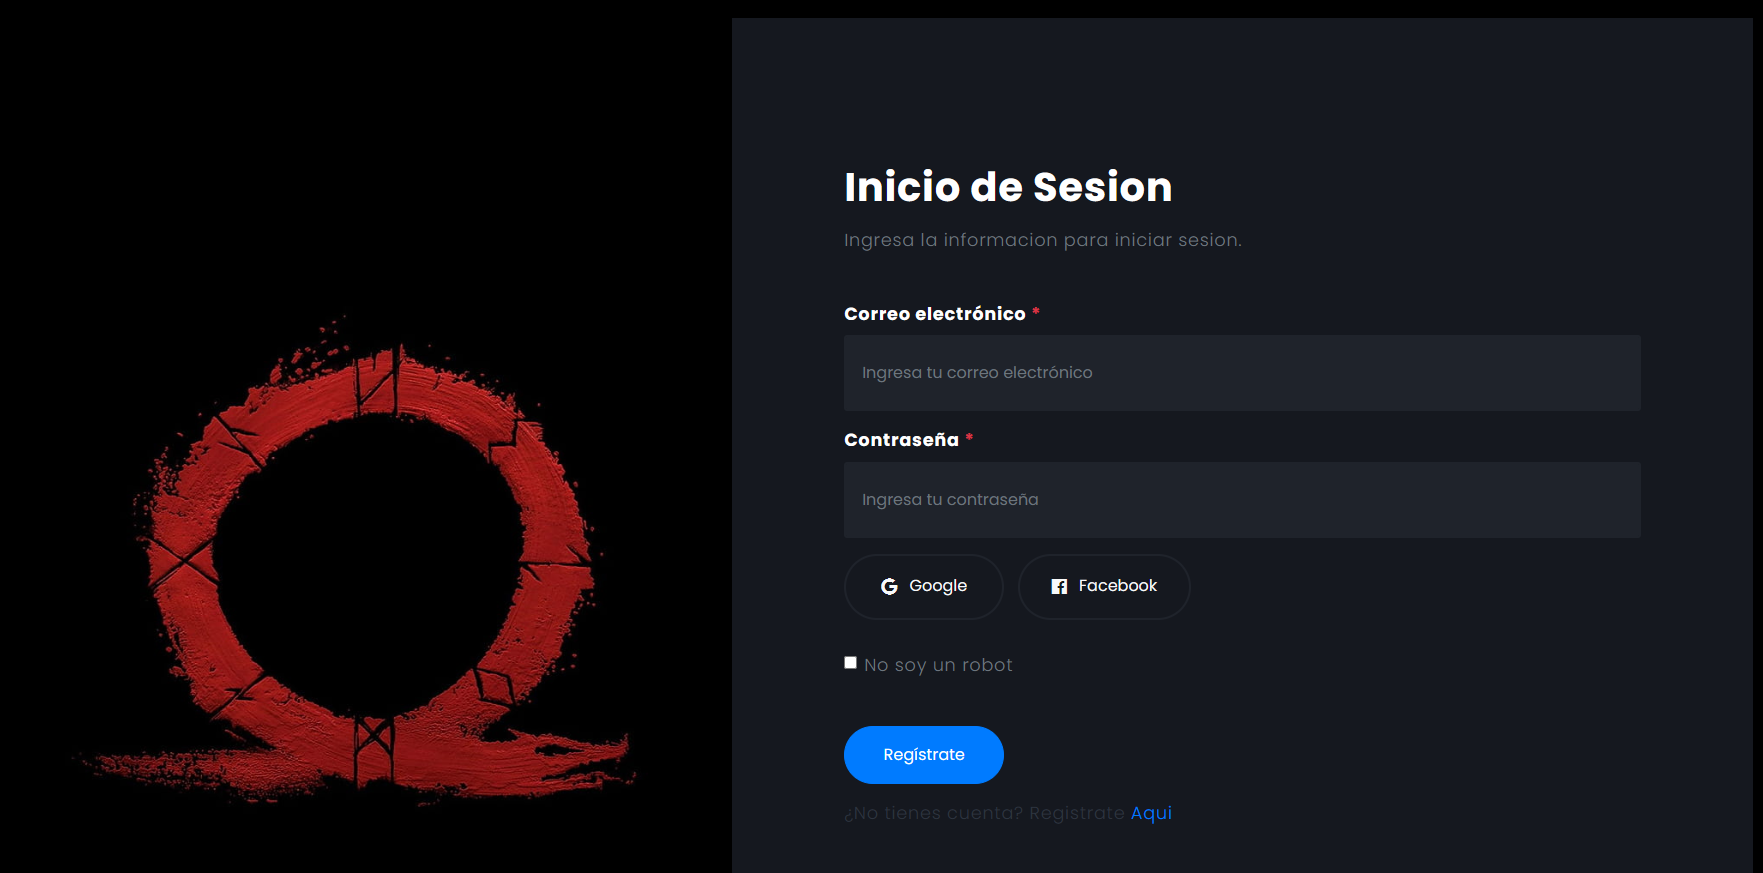 Inicio de Sesion
Ingresa la informacion para iniciar sesion.
Correo electrónico *
Ingresa tu correo electrónico
Contraseña *
Ingresa tu contraseña
Google
Facebook
No soy un robot
Regístrate
¿No tienes cuenta? Registrate Aqui